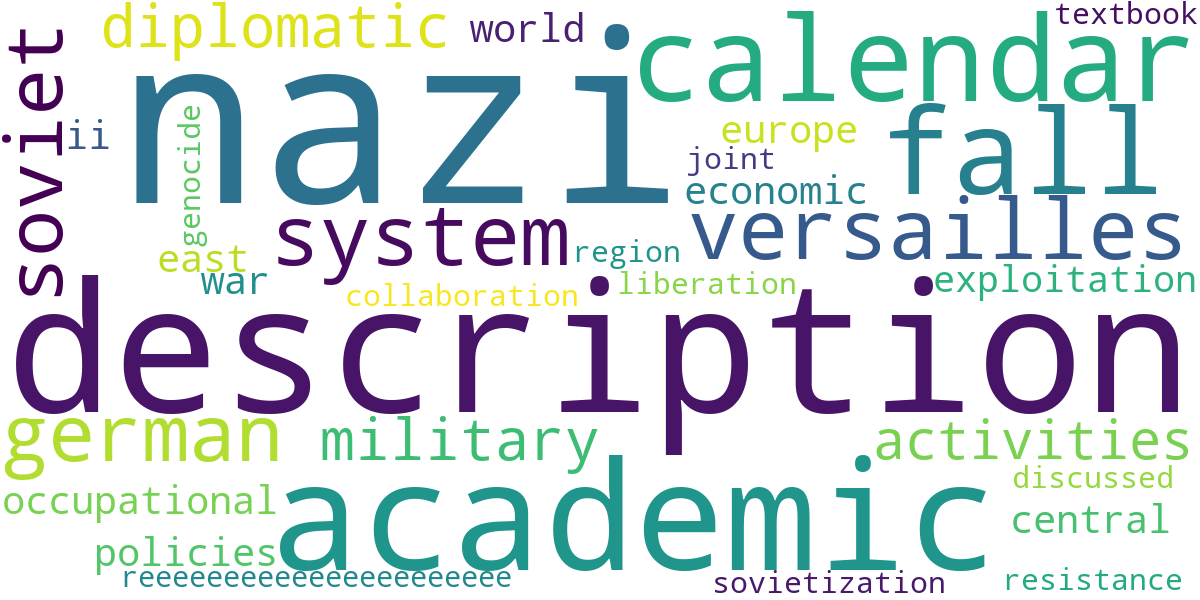 diplomatic
world
textbook
soviet
nazi
calendar
ii
genocide
europe
fall
joint
economic
system
versailles
east
war
region
collaboration
liberation
exploitation
description
german
military
activities
occupational
academic
discussed
central
policies
reeeeeeeeeeeeeeeeeeeeee
sovietization
resistance